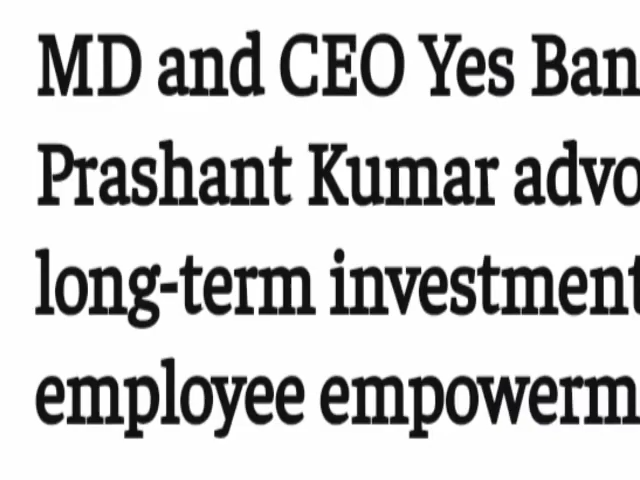 MD and CEO Yes Ban
Prashant Kumar advo
long-term investment
employee empowerm